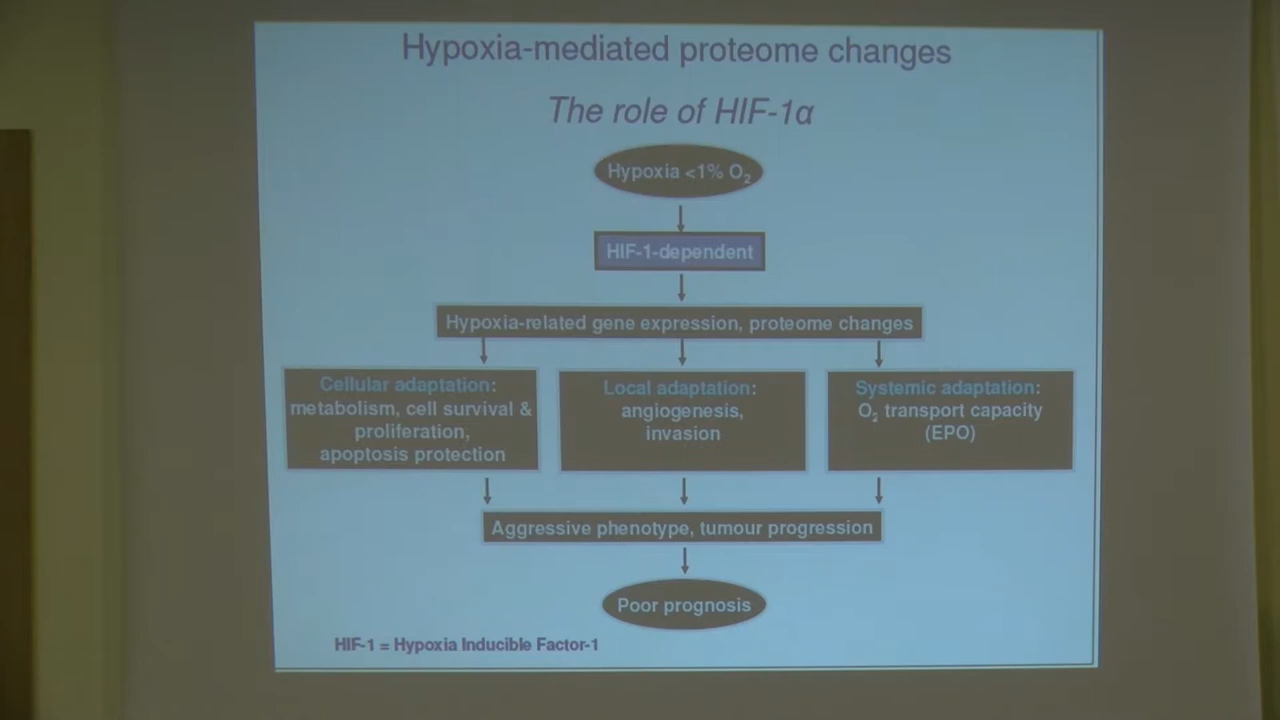 Hypoxia-mediated proteome changes
The role of HIF-1α
Hypoxia <1% O₂
HIF-1-dependent
Hypoxia-related gene expression, proteome changes
Cellular adaptation:
metabolism, cell survival &
proliferation,
apoptosis protection
Local adaptation:
angiogenesis,
invasion
Systemic adaptation:
O₂ transport capacity
(EPO)
Aggressive phenotype, tumour progression
Poor prognosis
HIF-1 = Hypoxia Inducible Factor-1